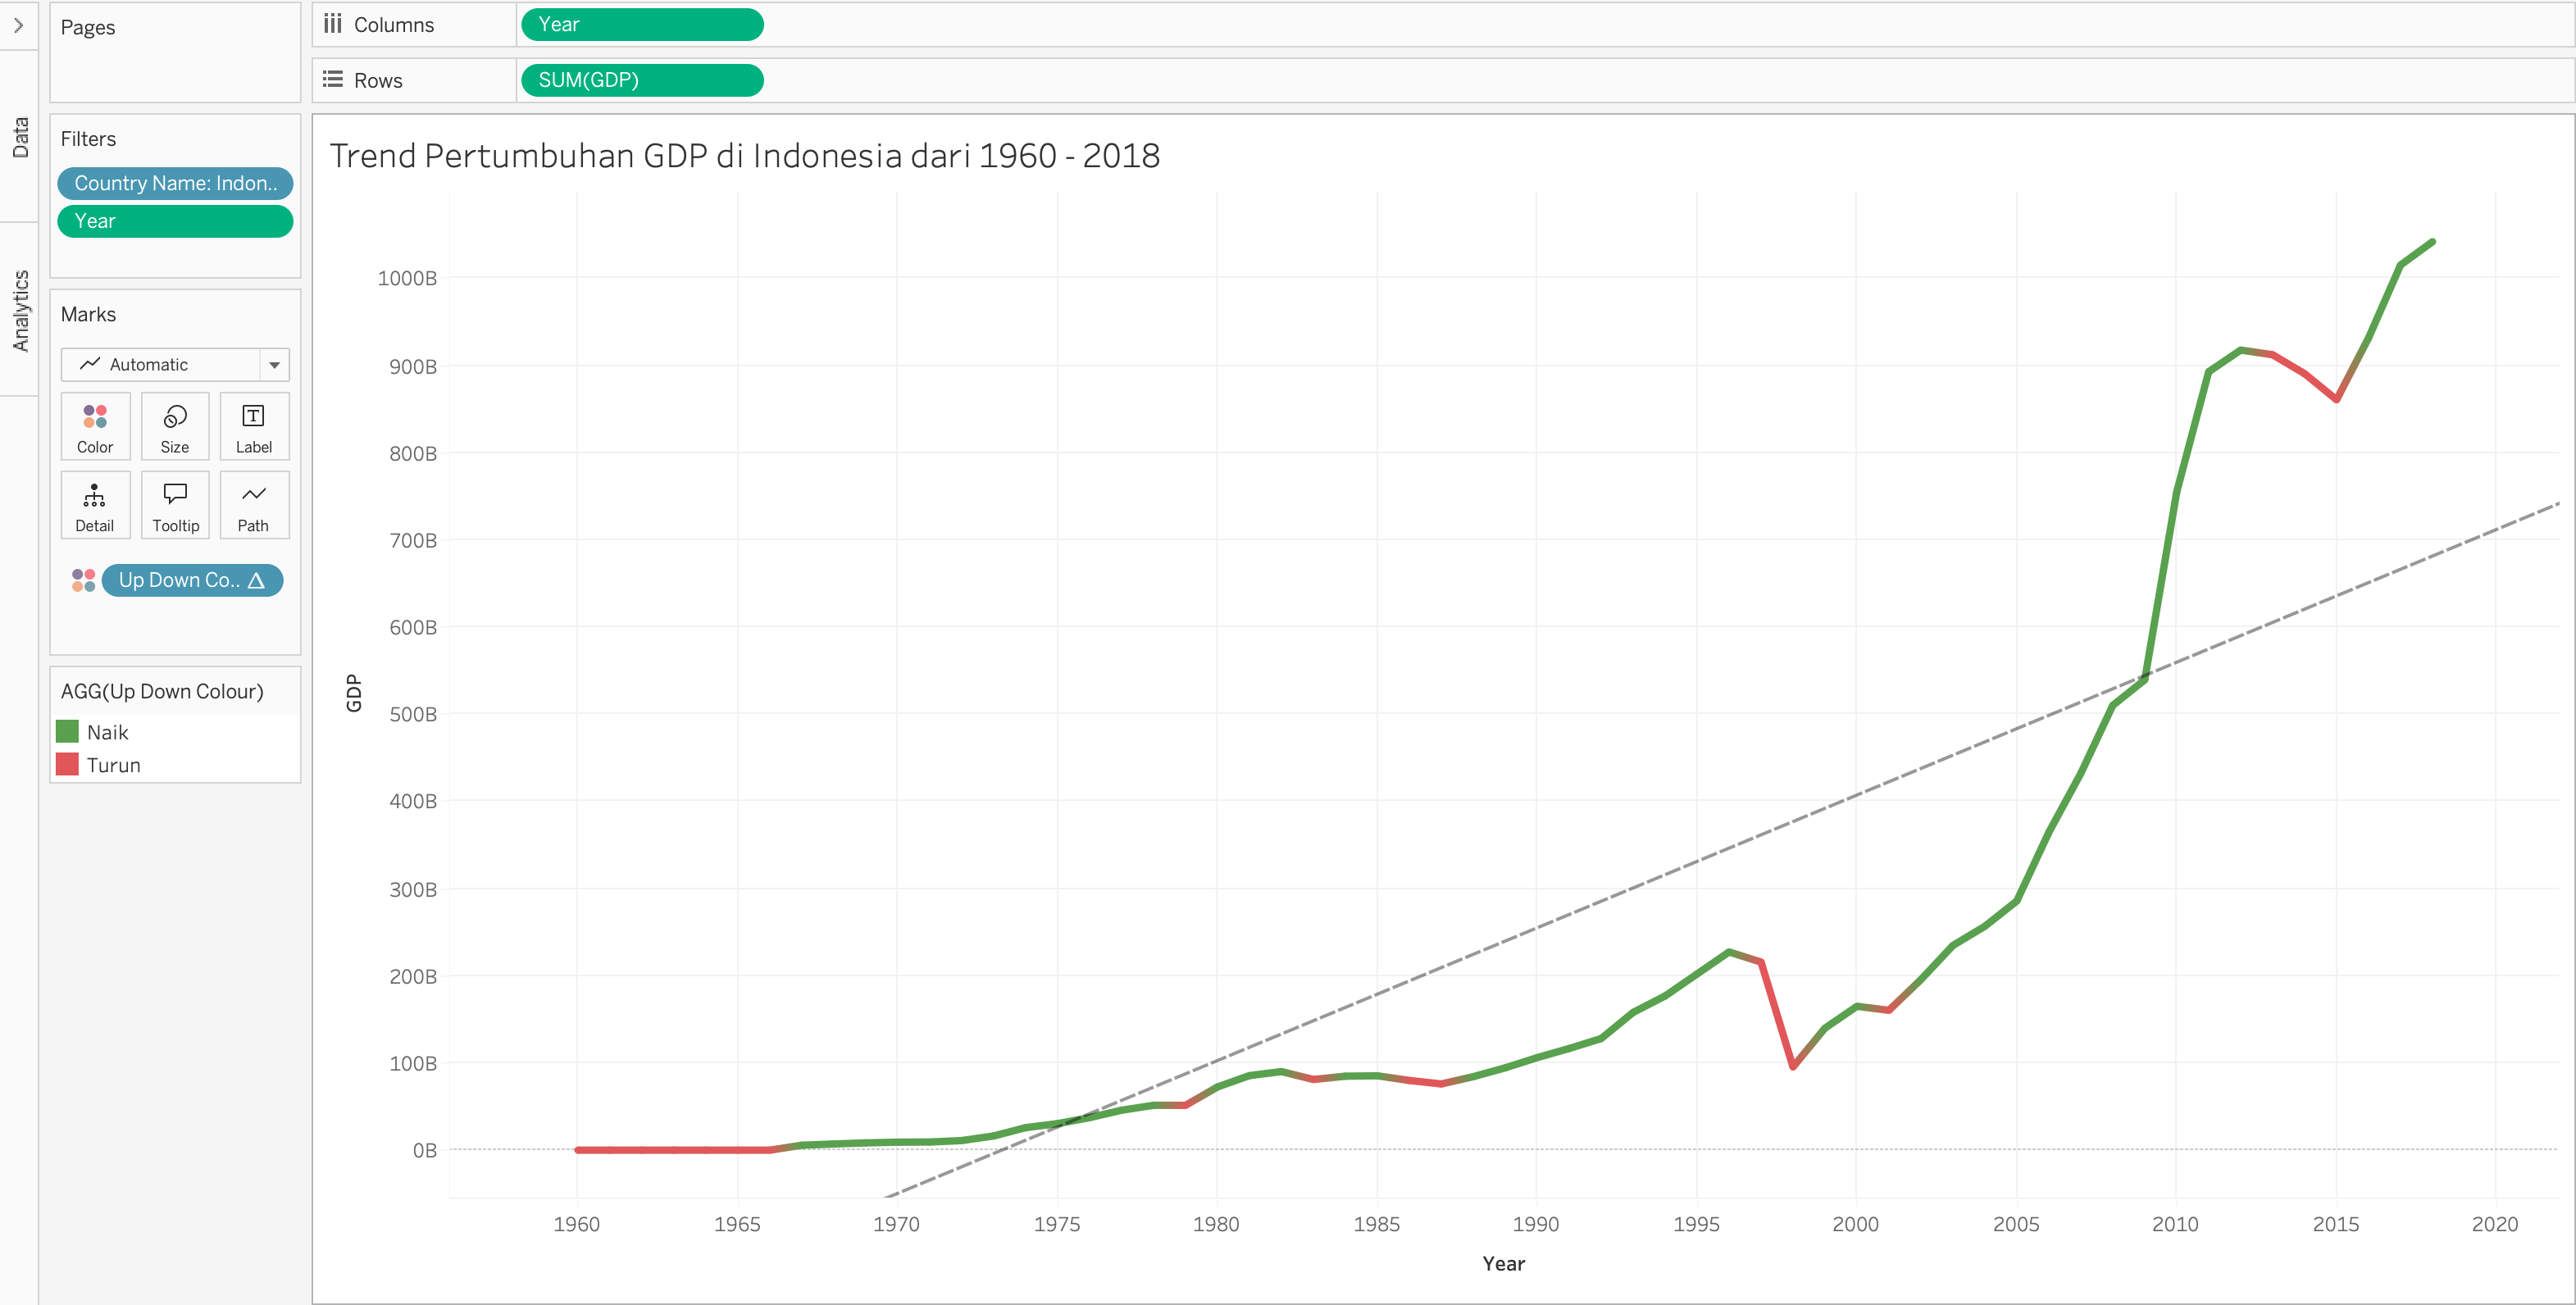 Data
Analytics
Pages
Filters
Country Name: Indon..
Year
Marks
Automatic
Color
Size
Label
Detail
Tooltip
Path
Up Down Co..
AGG(Up Down Colour)
Naik
Turun
Columns
Year
Rows
SUM(GDP)
Trend Pertumbuhan GDP di Indonesia dari 1960 - 2018
GDP
1000B
900B
800B
700B
600B
500B
400B
300B
200B
100B
0B
1960 1965 1970 1975 1980 1985 1990 1995 2000 2005 2010 2015 2020
Year